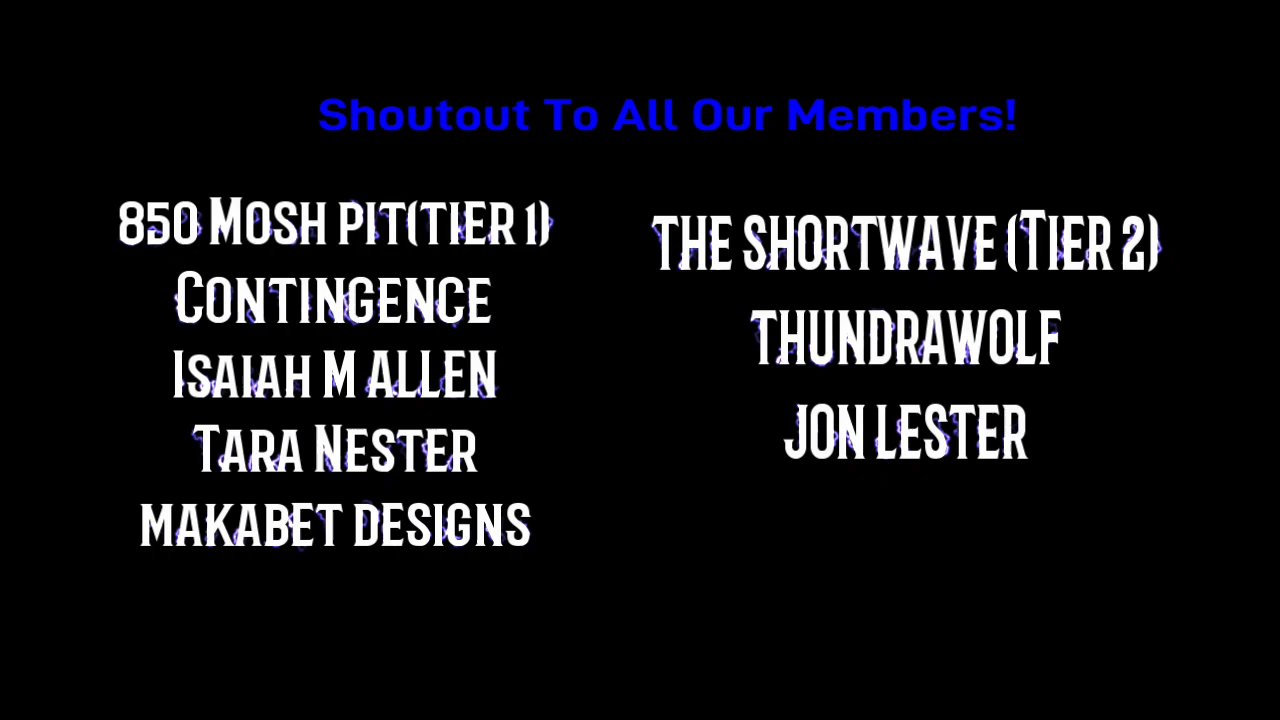 Shoutout To All Our Members!
850 Mosh pit(tier 1)
Contingence
Isaiah M Allen
Tara Nester
makabet designs
the shortwave (Tier 2)
thundrawolf
Jon Lester